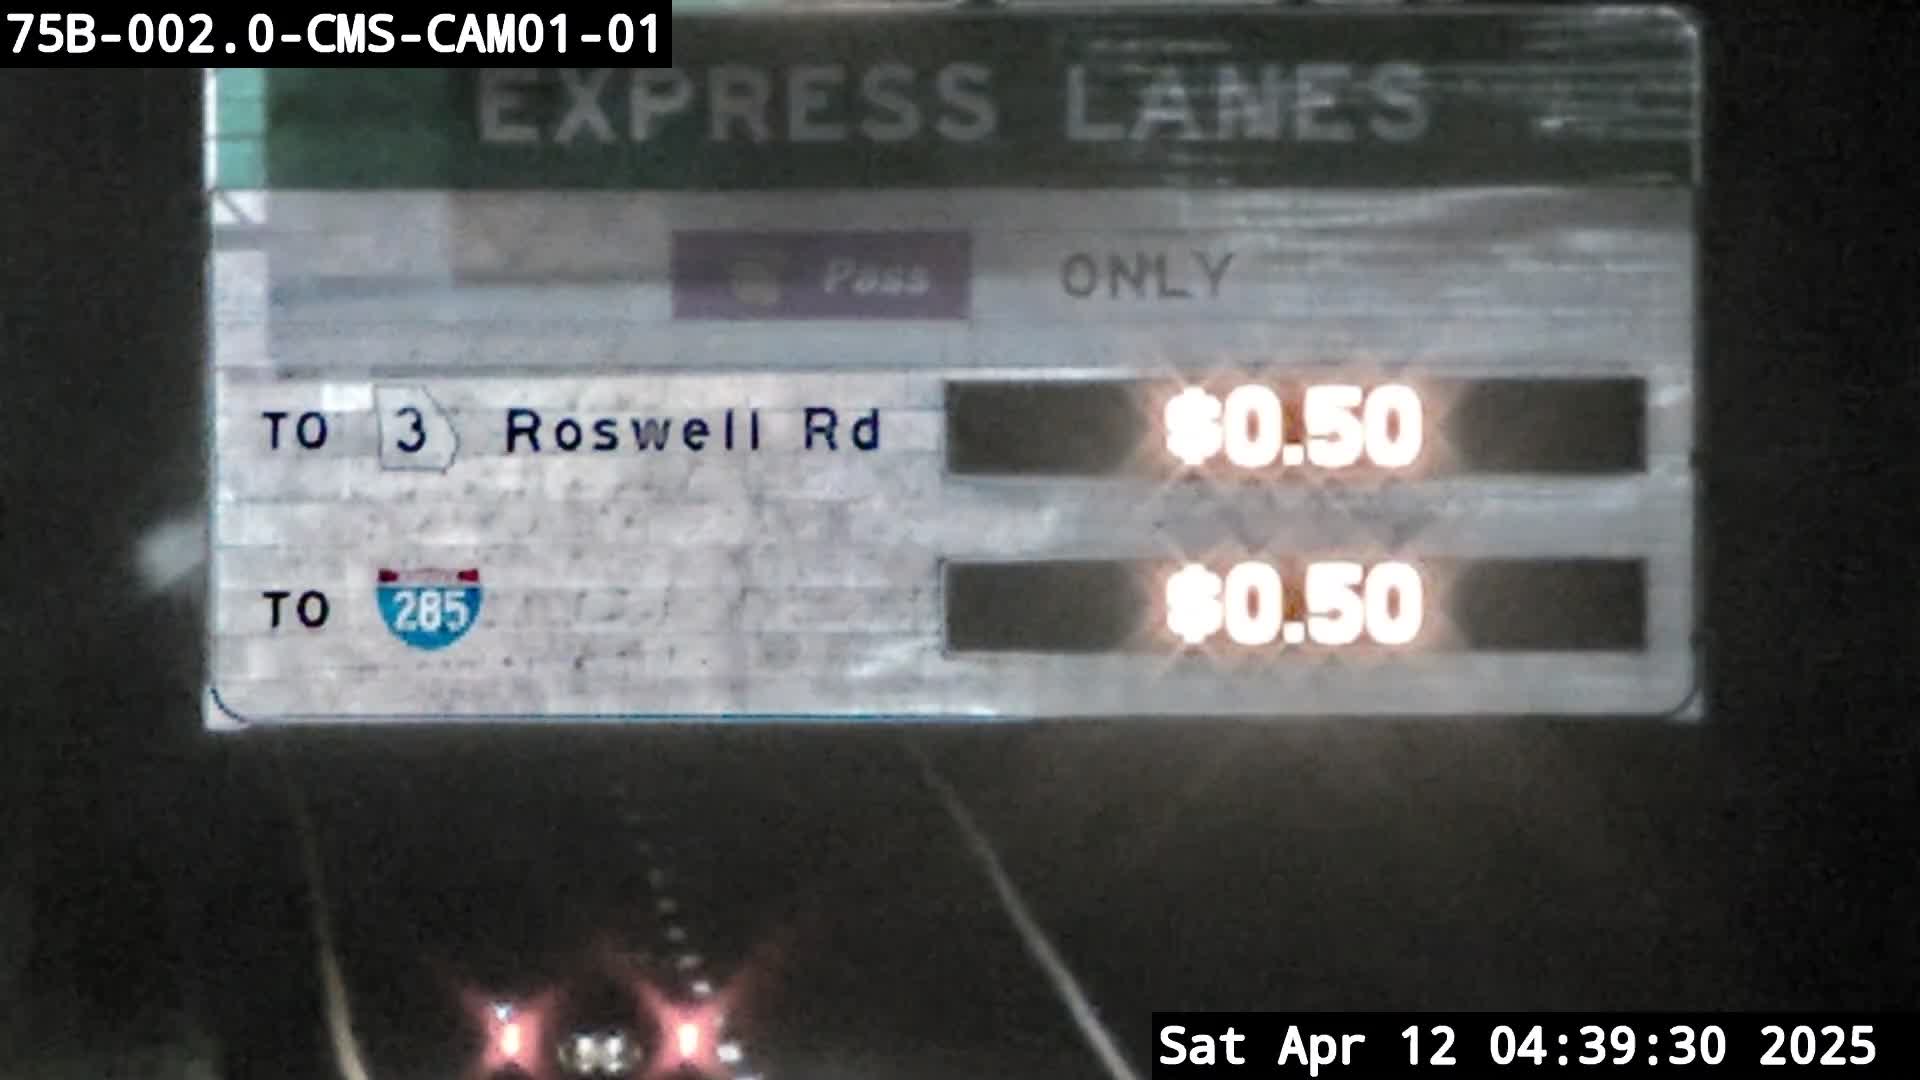 75B-002.0-CMS-CAM01-01
EXPRESS LANES
Pass ONLY
TO 3 Roswell Rd $0.50
TO 285 $0.50
Sat Apr 12 04:39:30 2025